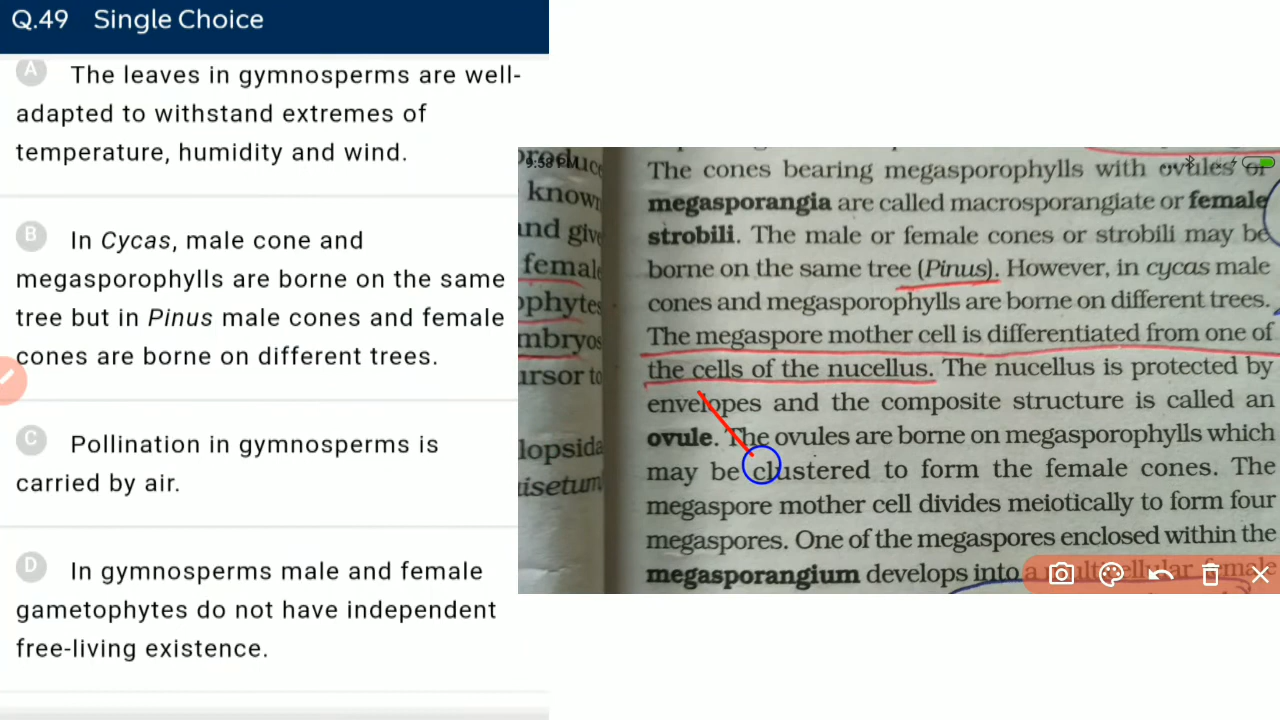 Q.49 Single Choice
A The leaves in gymnosperms are well-
adapted to withstand extremes of
temperature, humidity and wind.
B In Cycas, male cone and
megasporophylls are borne on the same
tree but in Pinus male cones and female
cones are borne on different trees.
C Pollination in gymnosperms is
carried by air.
D In gymnosperms male and female
gametophytes do not have independent
free-living existence.
9:58 PM
known
and give
female
ophytes
mbryos
ursor to
lopsida
isetum
The cones bearing megasporophylls with ovules or
megasporangia are called macrosporangiate or female
strobili. The male or female cones or strobili may be
borne on the same tree (Pinus). However, in cycas male
cones and megasporophylls are borne on different trees.
The megaspore mother cell is differentiated from one of
the cells of the nucellus. The nucellus is protected by
envelopes and the composite structure is called an
ovule. The ovules are borne on megasporophylls which
may be clustered to form the female cones. The
megaspore mother cell divides meiotically to form four
megaspores. One of the megaspores enclosed within the
megasporangium develops into a multicellular female